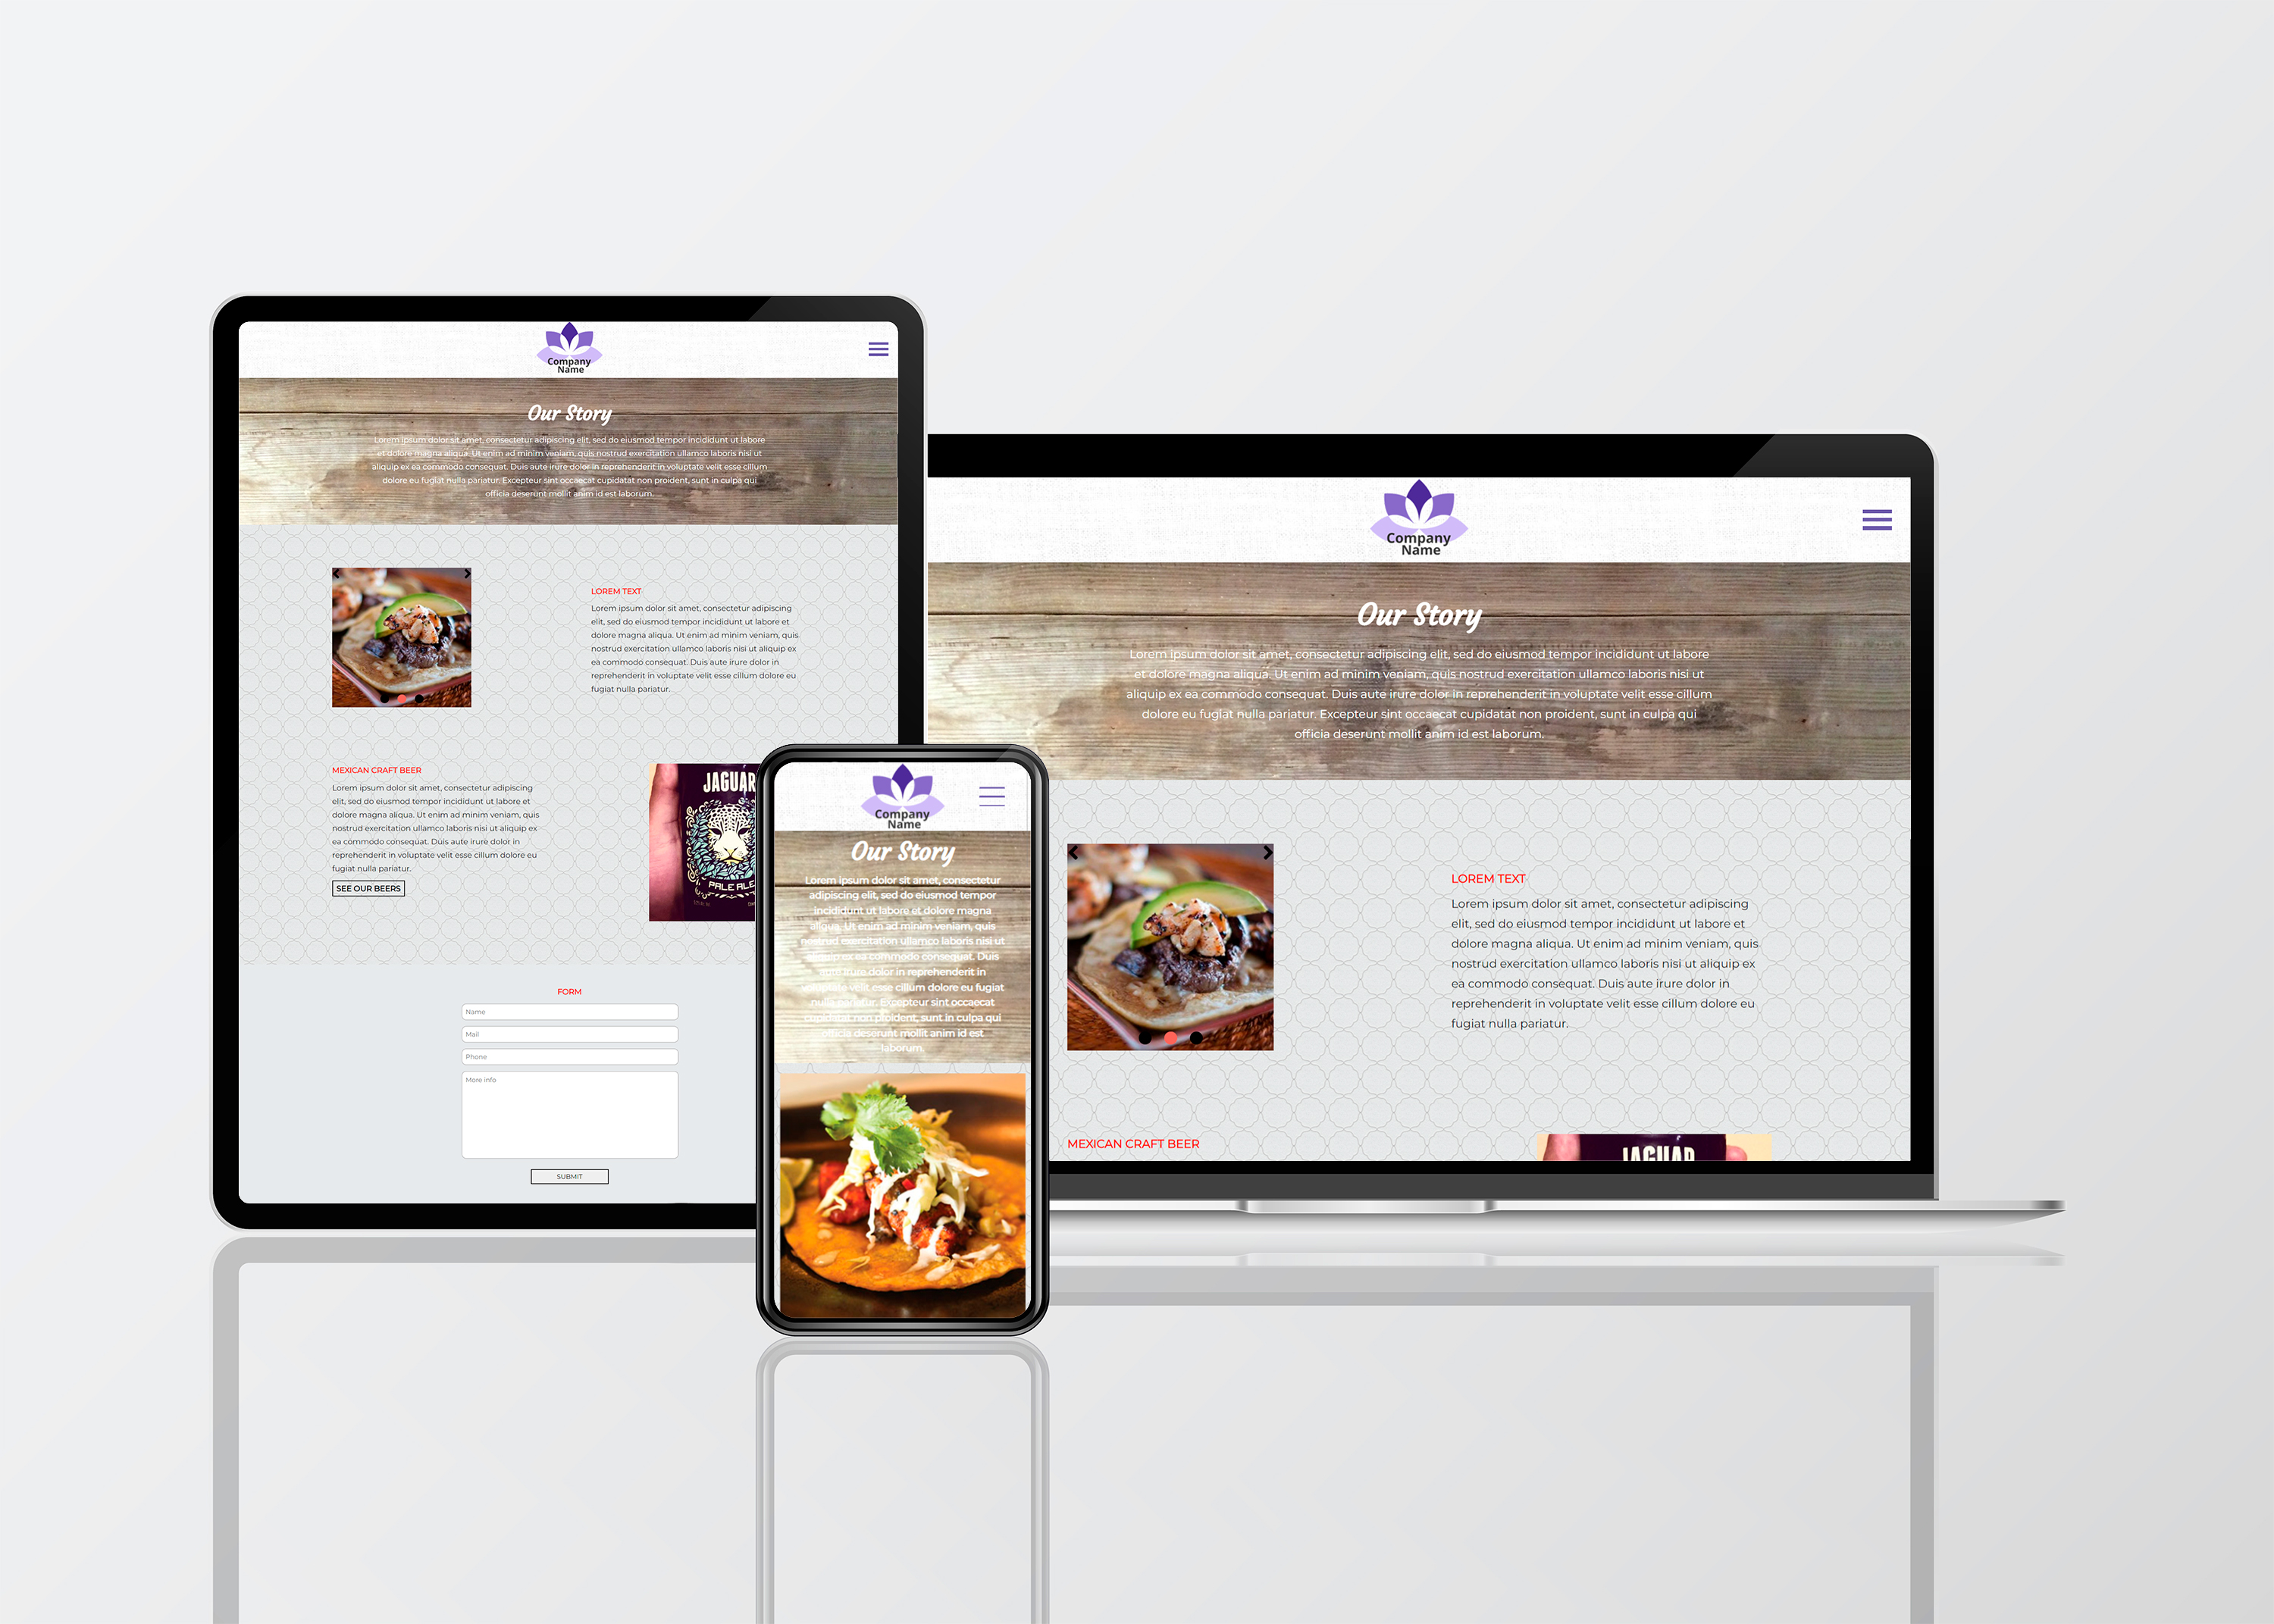 Company
Name
Our Story
Lorem ipsum dolor sit amet, consectetur adipiscing elit, sed do eiusmod tempor incididunt ut labore
et dolore magna aliqua. Ut enim ad minim veniam, quis nostrud exercitation ullamco laboris nisi ut
aliquip ex ea commodo consequat. Duis aute irure dolor in reprehenderit in voluptate velit esse cillum
dolore eu fugiat nulla pariatur. Excepteur sint occaecat cupidatat non proident, sunt in culpa qui
officia deserunt mollit anim id est laborum.
LOREM TEXT
Lorem ipsum dolor sit amet, consectetur adipiscing
elit, sed do eiusmod tempor incididunt ut labore et
dolore magna aliqua. Ut enim ad minim veniam, quis
nostrud exercitation ullamco laboris nisi ut aliquip ex
ea commodo consequat. Duis aute irure dolor in
reprehenderit in voluptate velit esse cillum dolore eu
fugiat nulla pariatur.
MEXICAN CRAFT BEER
Lorem ipsum dolor sit amet, consectetur adipiscing
elit, sed do eiusmod tempor incididunt ut labore et
dolore magna aliqua. Ut enim ad minim veniam, quis
nostrud exercitation ullamco laboris nisi ut aliquip ex
ea commodo consequat. Duis aute irure dolor in
reprehenderit in voluptate velit esse cillum dolore eu
fugiat nulla pariatur.
SEE OUR BEERS
JAGUAR
PALE ALE
FORM
Name
Mail
Phone
More info
SUBMIT
Company
Name
Our Story
Lorem ipsum dolor sit amet, consectetur
adipiscing elit, sed do eiusmod tempor
incididunt ut labore et dolore magna
aliqua. Ut enim ad minim veniam, quis
nostrud exercitation ullamco laboris nisi ut
aliquip ex ea commodo consequat. Duis
aute irure dolor in reprehenderit in
voluptate velit esse cillum dolore eu fugiat
nulla pariatur. Excepteur sint occaecat
cupidatat non proident, sunt in culpa qui
officia deserunt mollit anim id est
laborum.
Company
Name
Our Story
Lorem ipsum dolor sit amet, consectetur adipiscing elit, sed do eiusmod tempor incididunt ut labore
et dolore magna aliqua. Ut enim ad minim veniam, quis nostrud exercitation ullamco laboris nisi ut
aliquip ex ea commodo consequat. Duis aute irure dolor in reprehenderit in voluptate velit esse cillum
dolore eu fugiat nulla pariatur. Excepteur sint occaecat cupidatat non proident, sunt in culpa qui
officia deserunt mollit anim id est laborum.
LOREM TEXT
Lorem ipsum dolor sit amet, consectetur adipiscing
elit, sed do eiusmod tempor incididunt ut labore et
dolore magna aliqua. Ut enim ad minim veniam, quis
nostrud exercitation ullamco laboris nisi ut aliquip ex
ea commodo consequat. Duis aute irure dolor in
reprehenderit in voluptate velit esse cillum dolore eu
fugiat nulla pariatur.
MEXICAN CRAFT BEER
JAGUAR